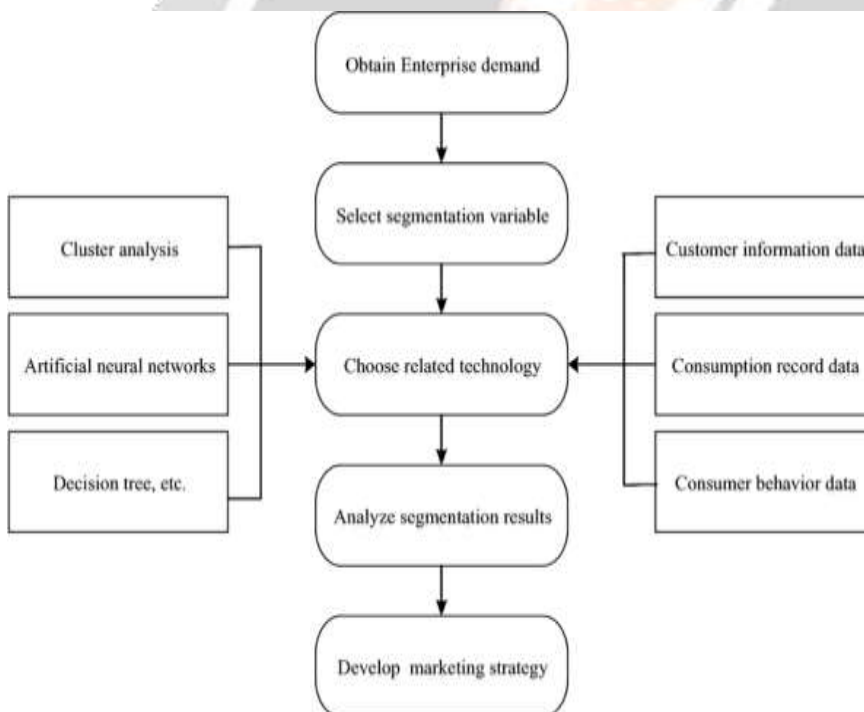 Obtain Enterprise demand
Select segmentation variable
Cluster analysis
Customer information data
Artificial neural networks
Choose related technology
Consumption record data
Decision tree, etc.
Analyze segmentation results
Consumer behavior data
Develop marketing strategy